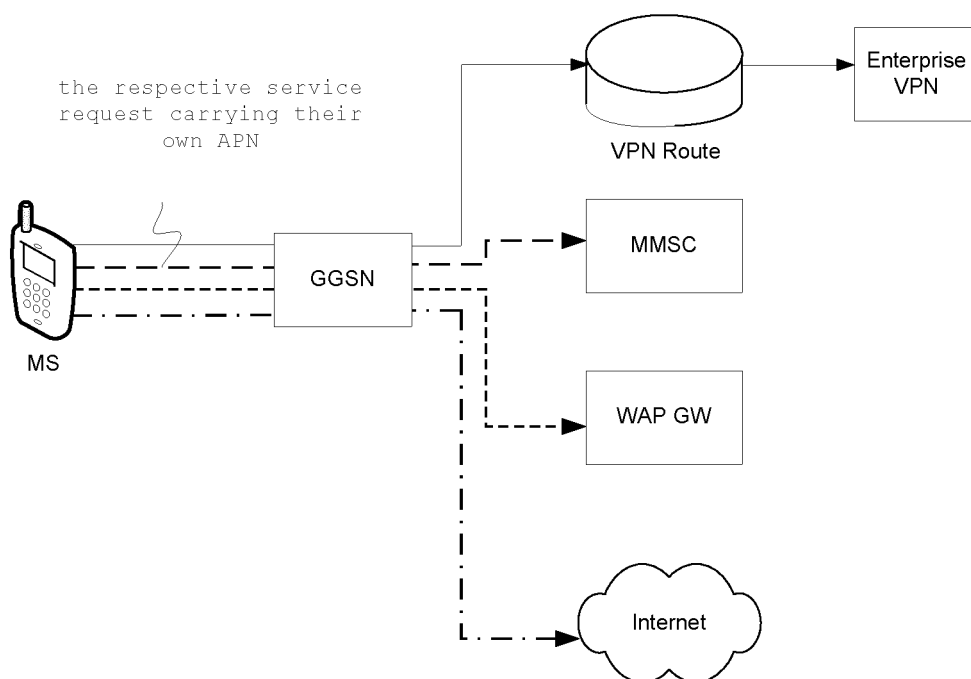 the respective service
request carrying their
own APN
Enterprise
VPN
VPN Route
MMSC
GGSN
MS
WAP GW
Internet